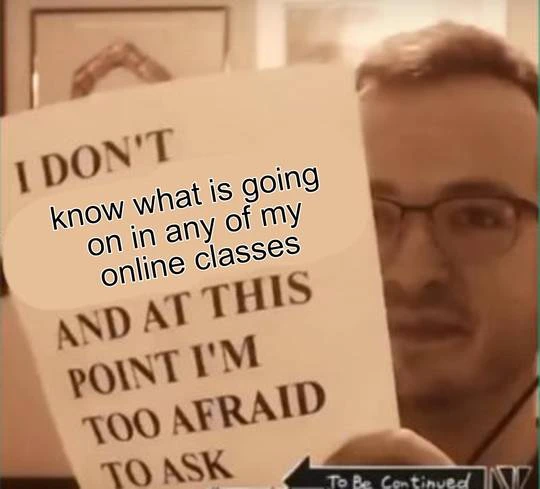 I DON'T
know what is going
on in any of my
online classes
AND AT THIS
POINT I'M
TOO AFRAID
TO ASK
To Be Continued